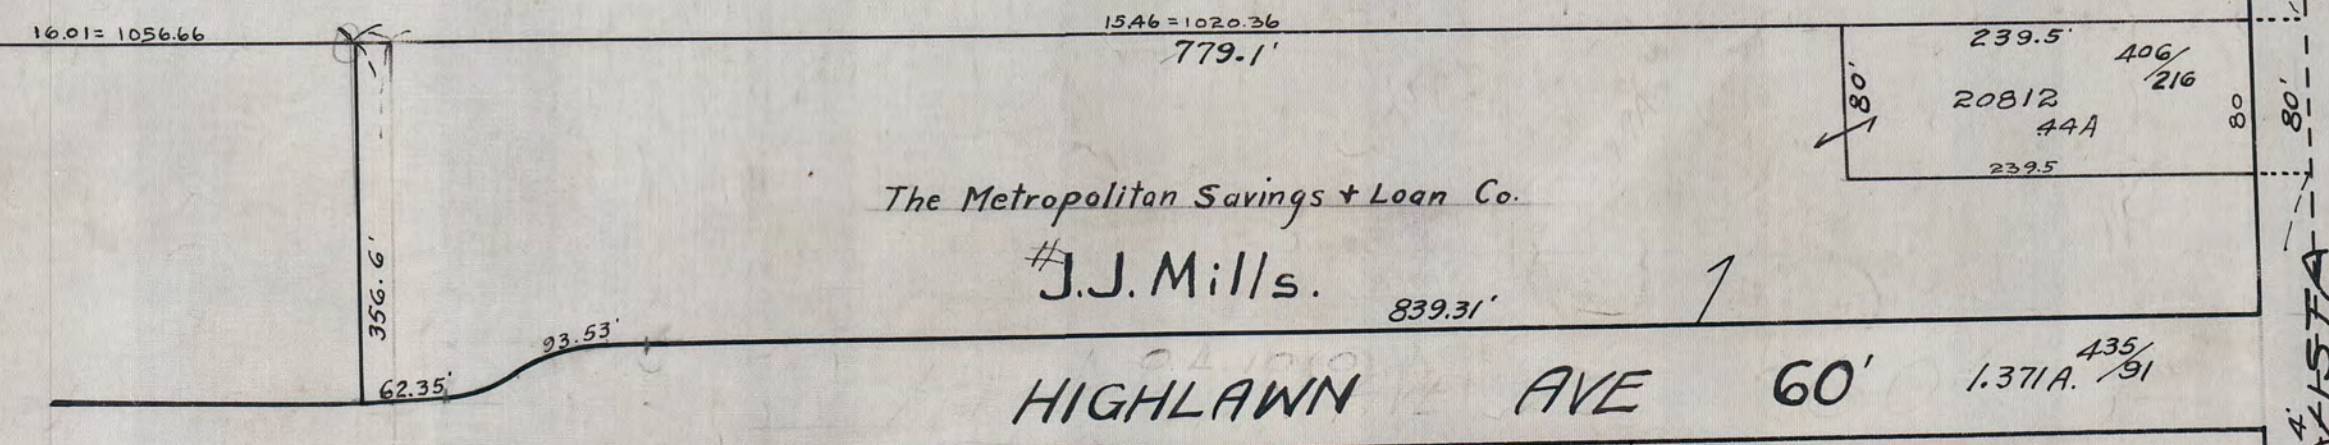 16.01=1056.66
15.46=1020.36
779.1'
239.5'
406/216
80'
20812
44A
80
80'
239.5
The Metropolitan Savings & Loan Co.
J.J. Mills.
356.6'
839.31'
93.53'
62.35'
HIGHLAWN AVE 60'
1.371A. 435/91